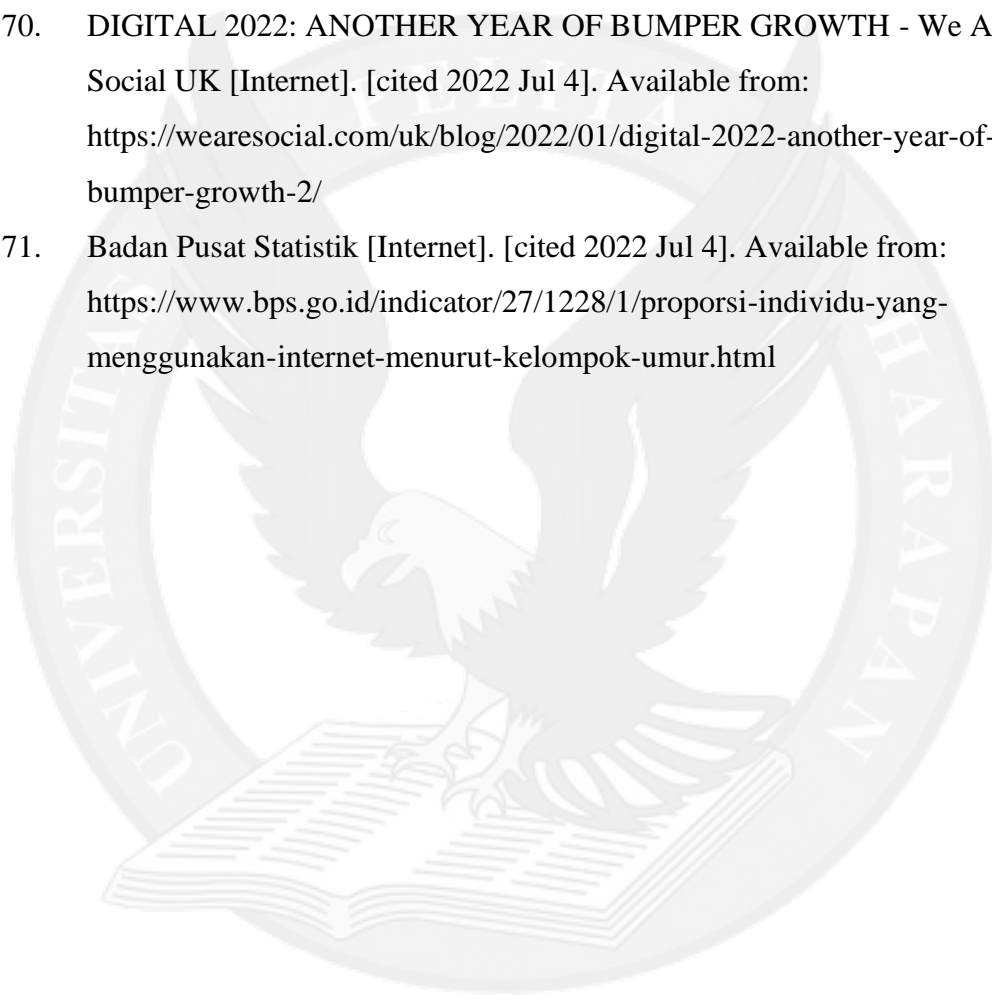 70. DIGITAL 2022: ANOTHER YEAR OF BUMPER GROWTH - We A
Social UK [Internet]. [cited 2022 Jul 4]. Available from:
https://wearesocial.com/uk/blog/2022/01/digital-2022-another-year-of-
bumper-growth-2/
71. Badan Pusat Statistik [Internet]. [cited 2022 Jul 4]. Available from:
https://www.bps.go.id/indicator/27/1228/1/proporsi-individu-yang-
menggunakan-internet-menurut-kelompok-umur.html
UNIVERSITAS PELITA HARAPAN